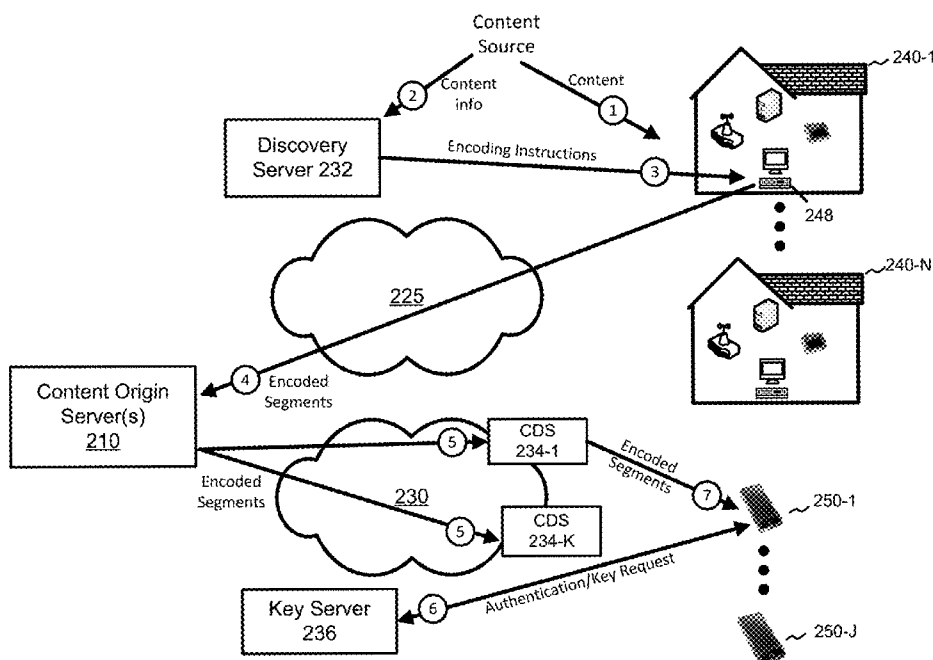 Content
Source
240-1
2
Content
info
Content
1
Discovery
Server 232
Encoding Instructions
3
248
225
240-N
4
Encoded
Segments
Content Origin
Server(s)
210
5
CDS
234-1
Encoded
Segments
7
Encoded
Segments
230
5
CDS
234-K
250-1
Authentication/Key Request
Key Server
236
6
250-J